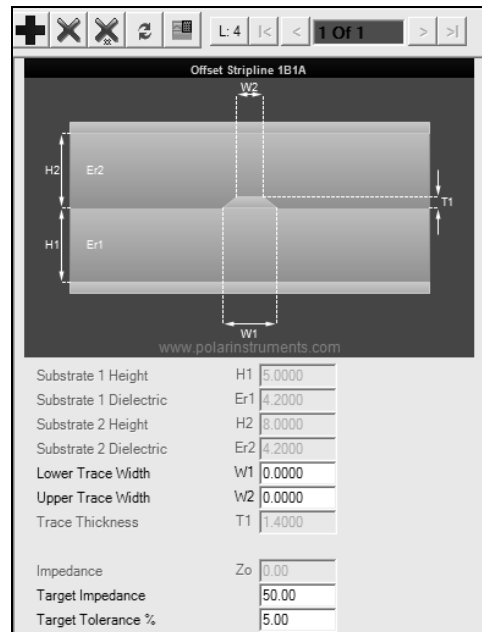 L: 4 |< < 1 Of 1 > >|
Offset Stripline 1B1A
W2
H2 Er2
T1
H1 Er1
W1
www.polarinstruments.com
Substrate 1 Height H1 5.0000
Substrate 1 Dielectric Er1 4.2000
Substrate 2 Height H2 8.0000
Substrate 2 Dielectric Er2 4.2000
Lower Trace Width W1 0.0000
Upper Trace Width W2 0.0000
Trace Thickness T1 1.4000
Impedance Zo 0.00
Target Impedance 50.00
Target Tolerance % 5.00